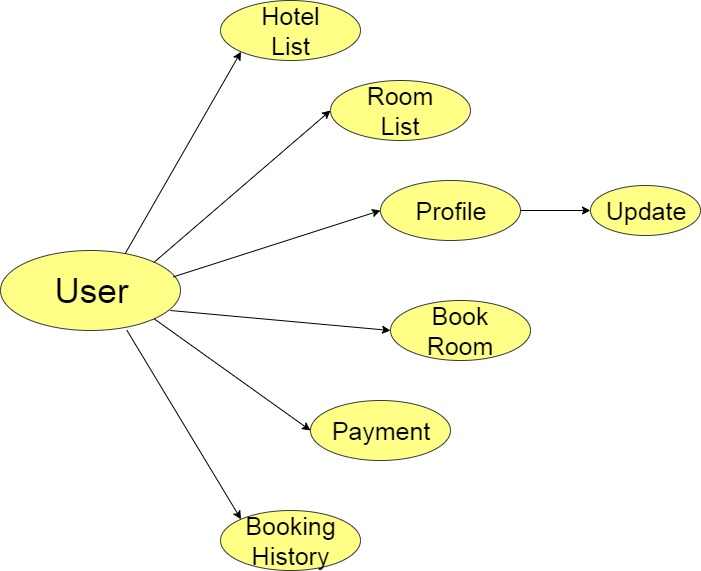 Hotel
List
Room
List
Profile
Update
User
Book
Room
Payment
Booking
History